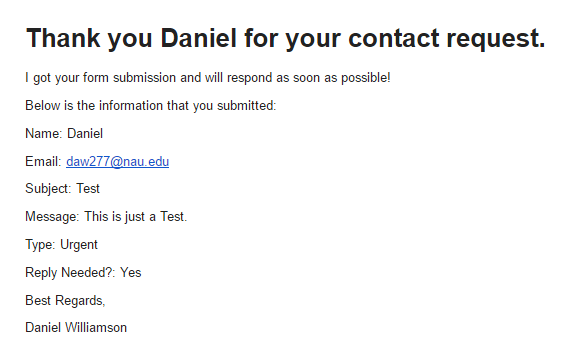 Thank you Daniel for your contact request.
I got your form submission and will respond as soon as possible!
Below is the information that you submitted:
Name: Daniel
Email: daw277@nau.edu
Subject: Test
Message: This is just a Test.
Type: Urgent
Reply Needed?: Yes
Best Regards,
Daniel Williamson